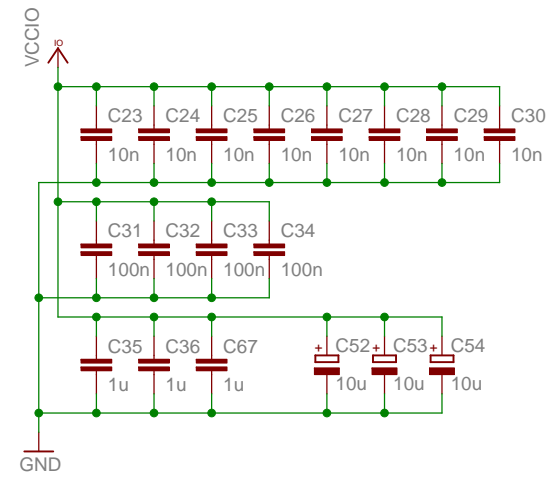 VCCIO
IO
C23 C24 C25 C26 C27 C28 C29 C30
10n 10n 10n 10n 10n 10n 10n 10n
C31 C32 C33 C34
100n 100n 100n 100n
C35 C36 C67 + C52 + C53 + C54
1u 1u 1u 10u 10u 10u
GND